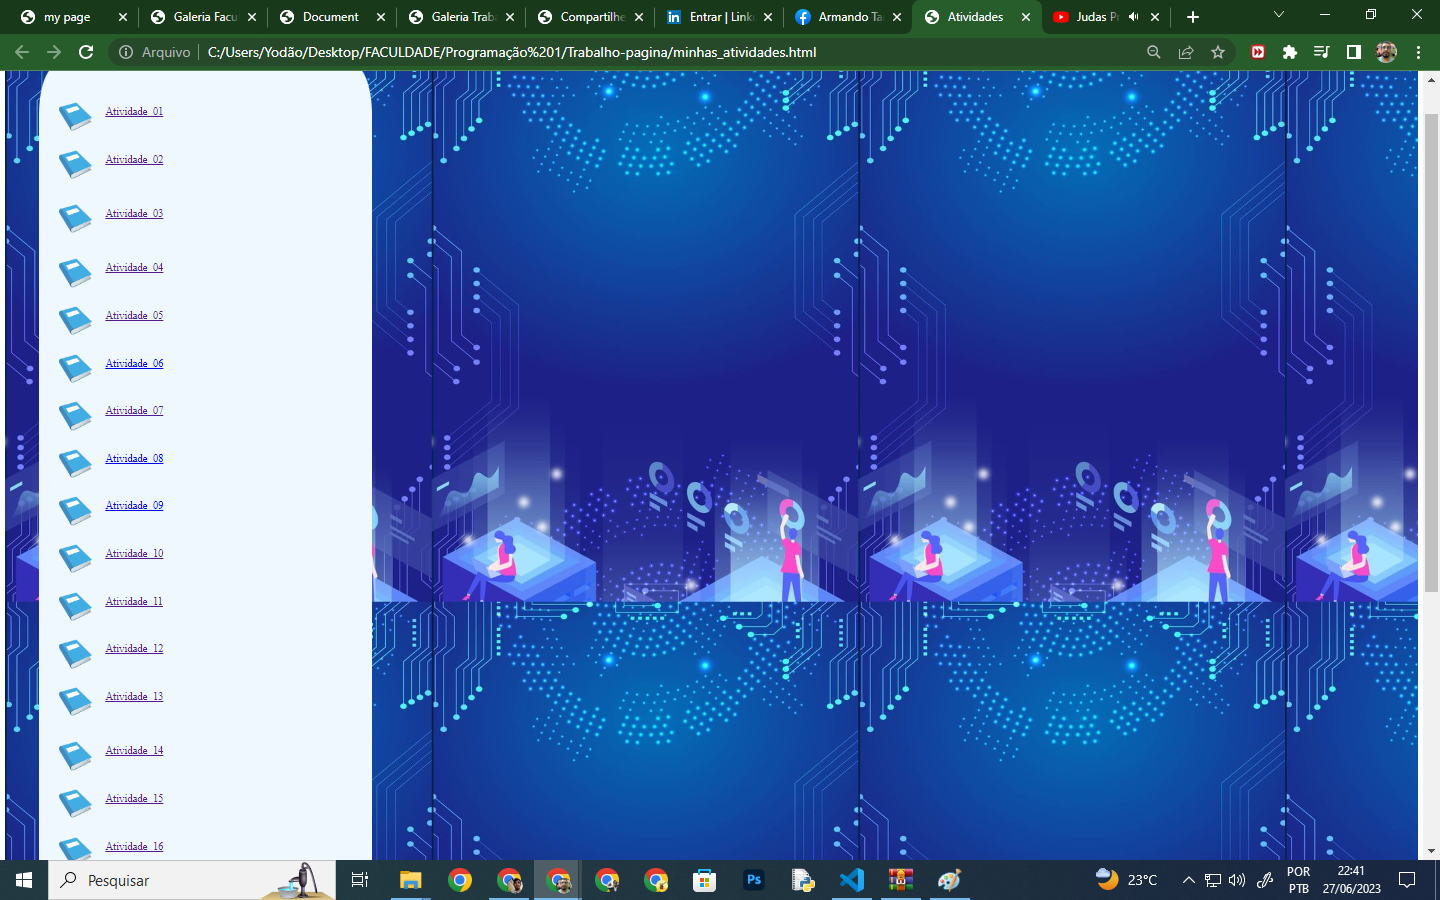 my page
Galeria Facu
Document
Galeria Trab
Compartilhe
Entrar | Link
Armando Ta
Atividades
Judas Pr
Arquivo
C:/Users/Yodão/Desktop/FACULDADE/Programação%201/Trabalho-pagina/minhas_atividades.html
Atividade_01
Atividade_02
Atividade_03
Atividade_04
Atividade_05
Atividade_06
Atividade_07
Atividade_08
Atividade_09
Atividade_10
Atividade_11
Atividade_12
Atividade_13
Atividade_14
Atividade_15
Atividade_16
Pesquisar
Ps
23°C
POR
PTB
22:41
27/06/2023